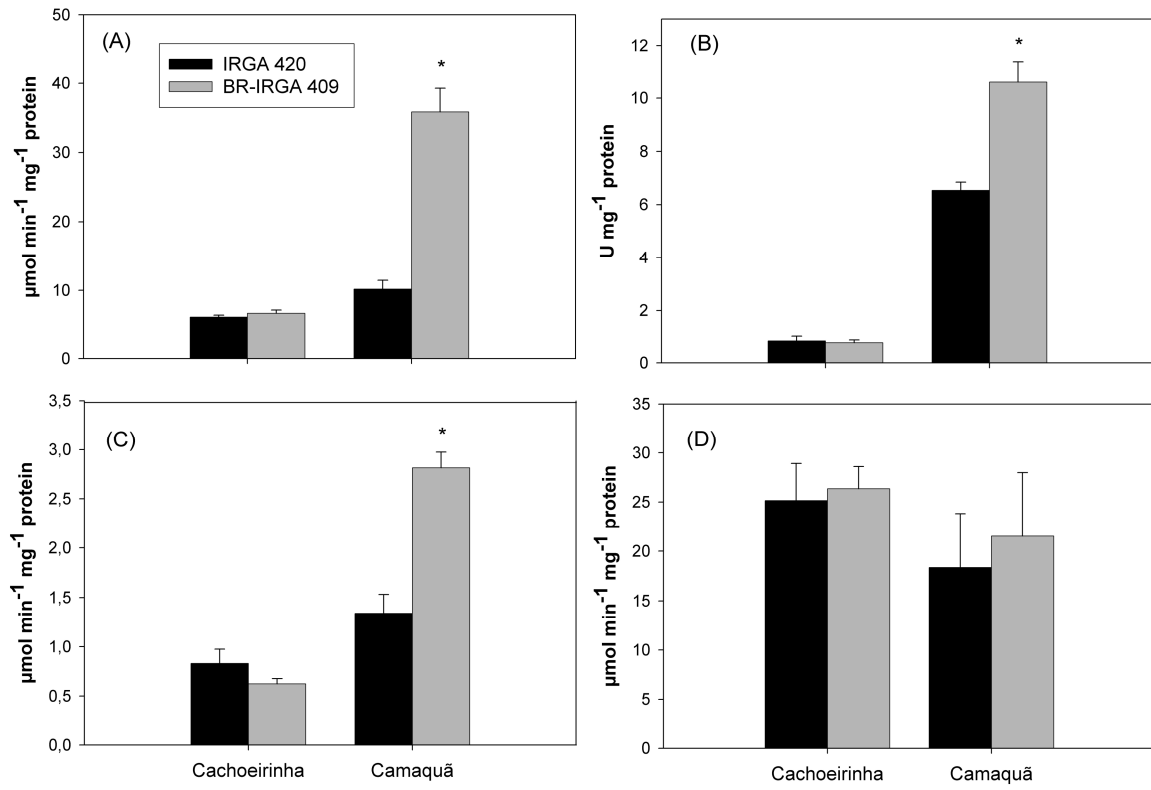 (A)
IRGA 420
BR-IRGA 409
*
50
40
30
20
10
0
µmol min⁻¹ mg⁻¹ protein
(B)
*
12
10
8
6
4
2
0
U mg⁻¹ protein
(C)
*
3,5
3,0
2,5
2,0
1,5
1,0
0,5
0,0
µmol min⁻¹ mg⁻¹ protein
Cachoeirinha Camaquã
(D)
35
30
25
20
15
10
5
0
µmol min⁻¹ mg⁻¹ protein
Cachoeirinha Camaquã